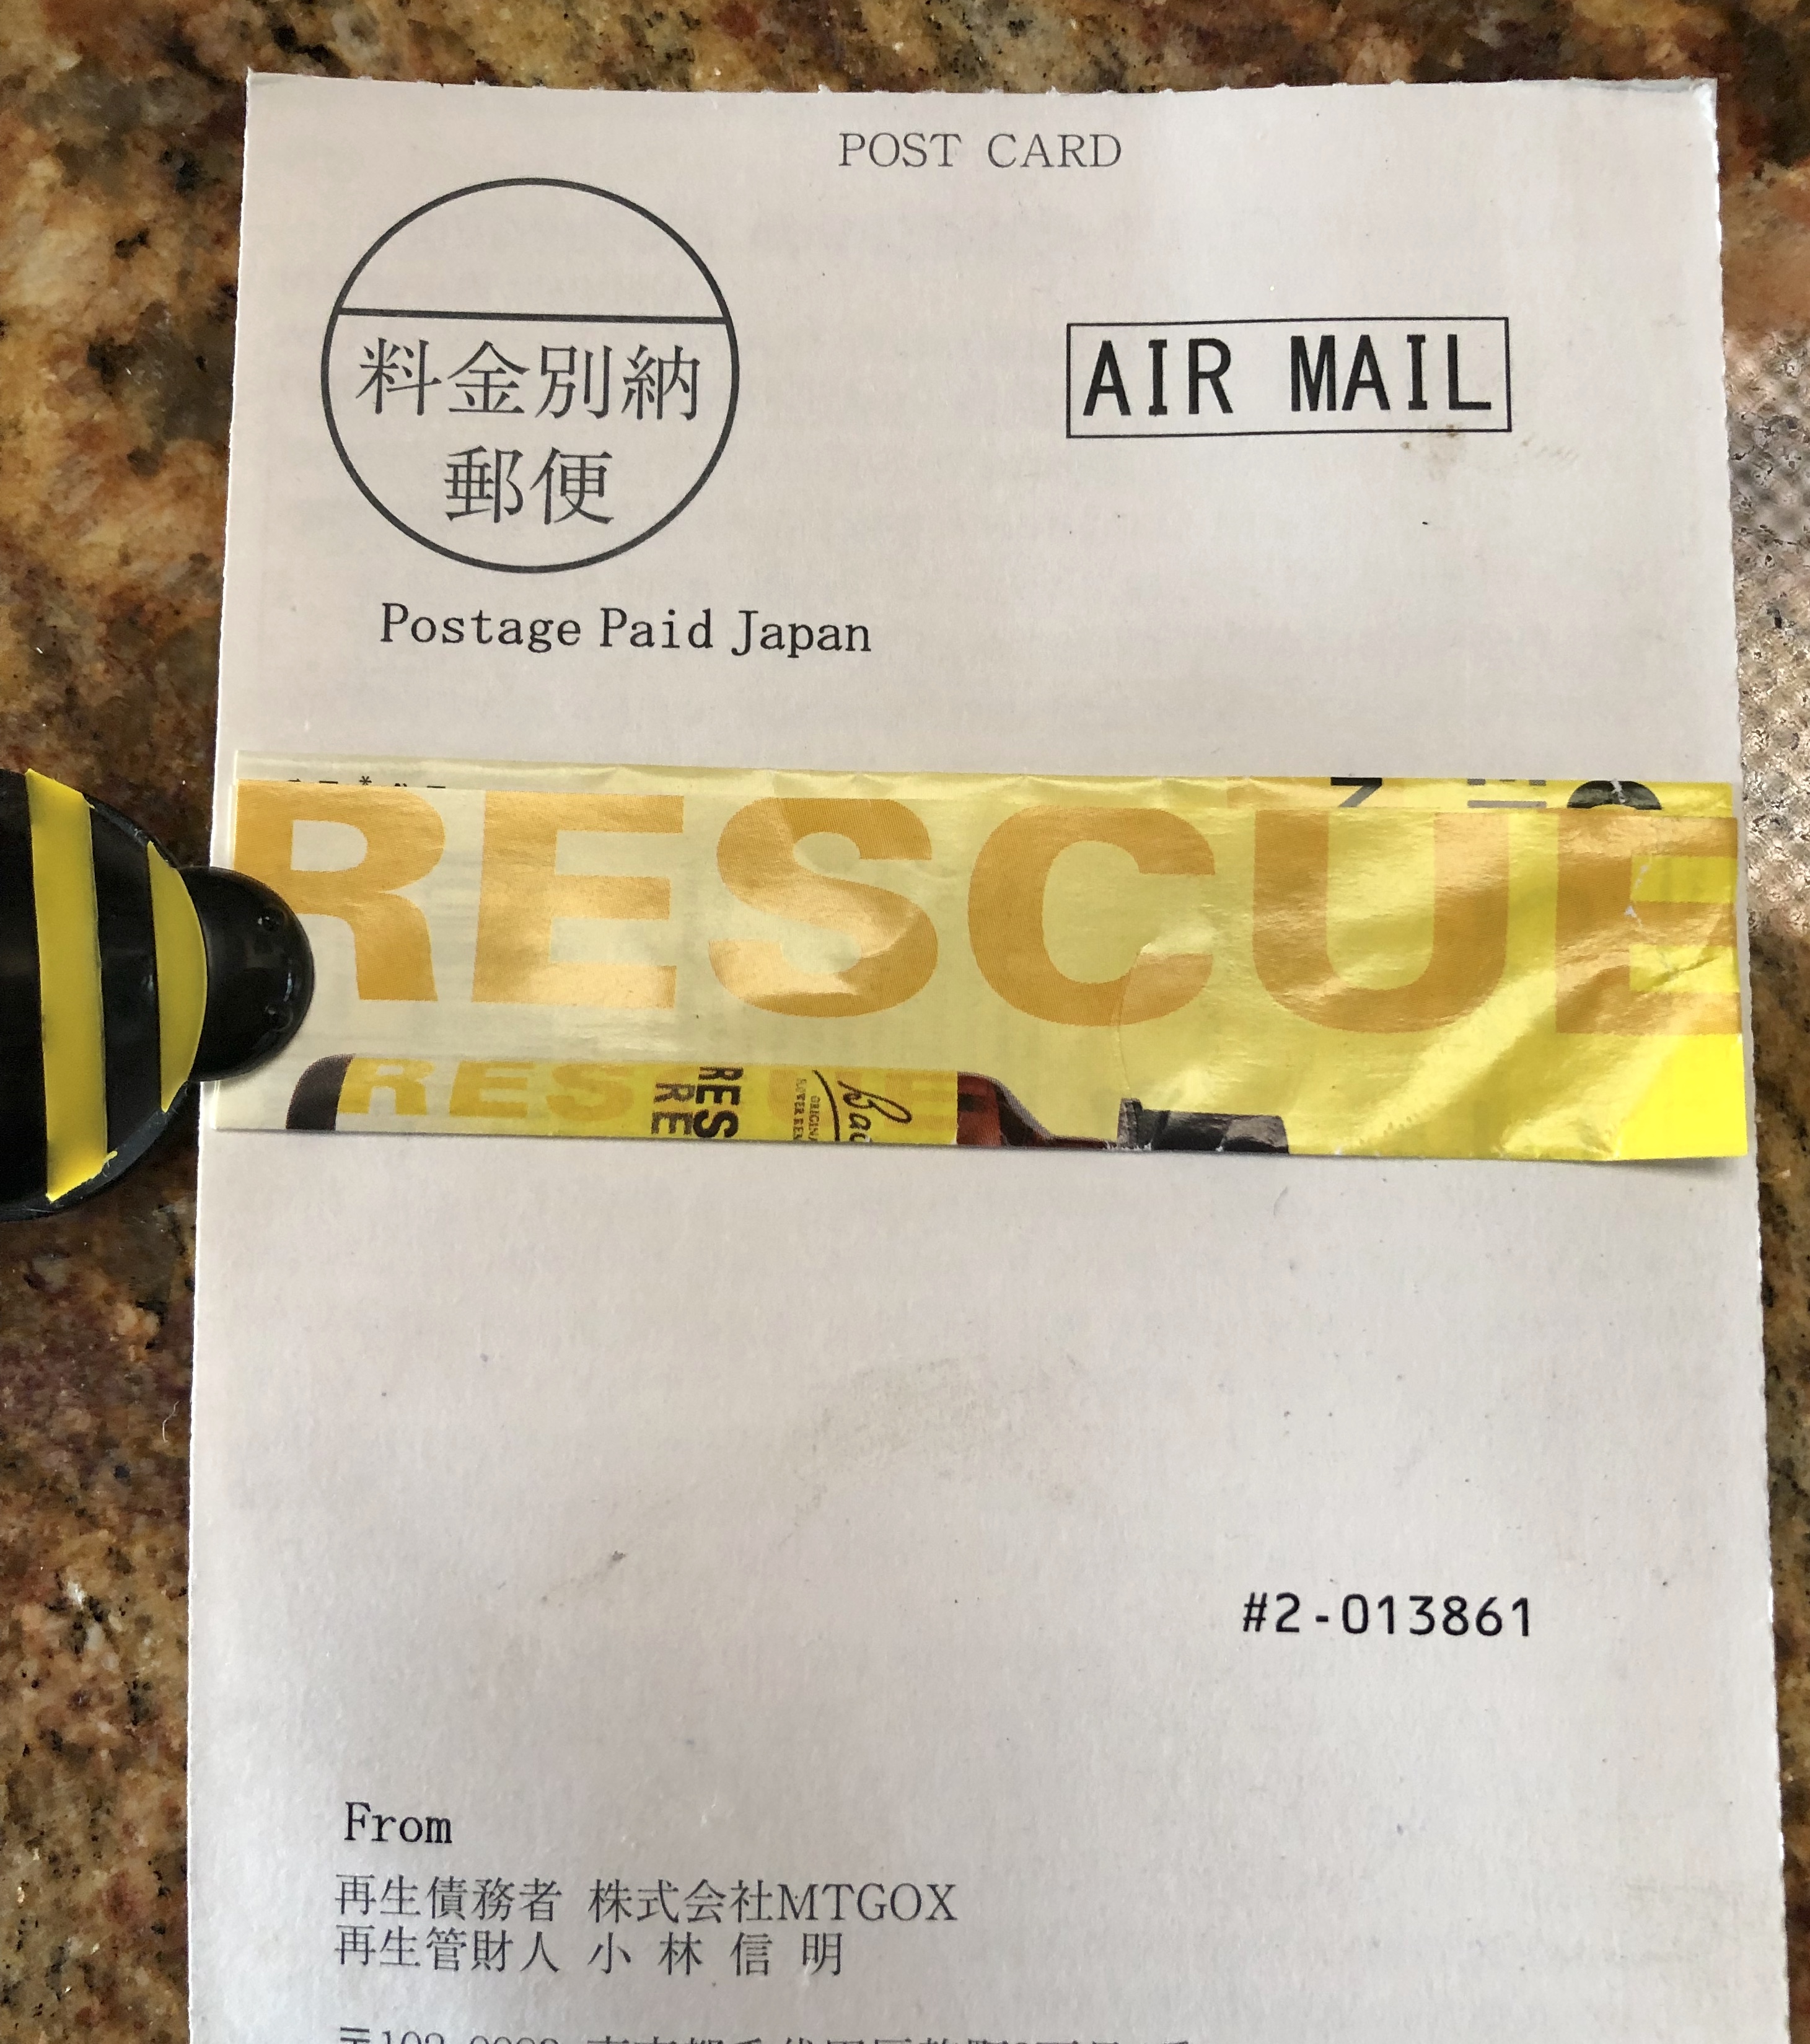 POST CARD
料金別納
郵便
AIR MAIL
Postage Paid Japan
RESCUE
RESCUE
RES
RE
ORIGINAL
#2-013861
From
再生債務者 株式会社MTGOX
再生管財人 小 林 信 明